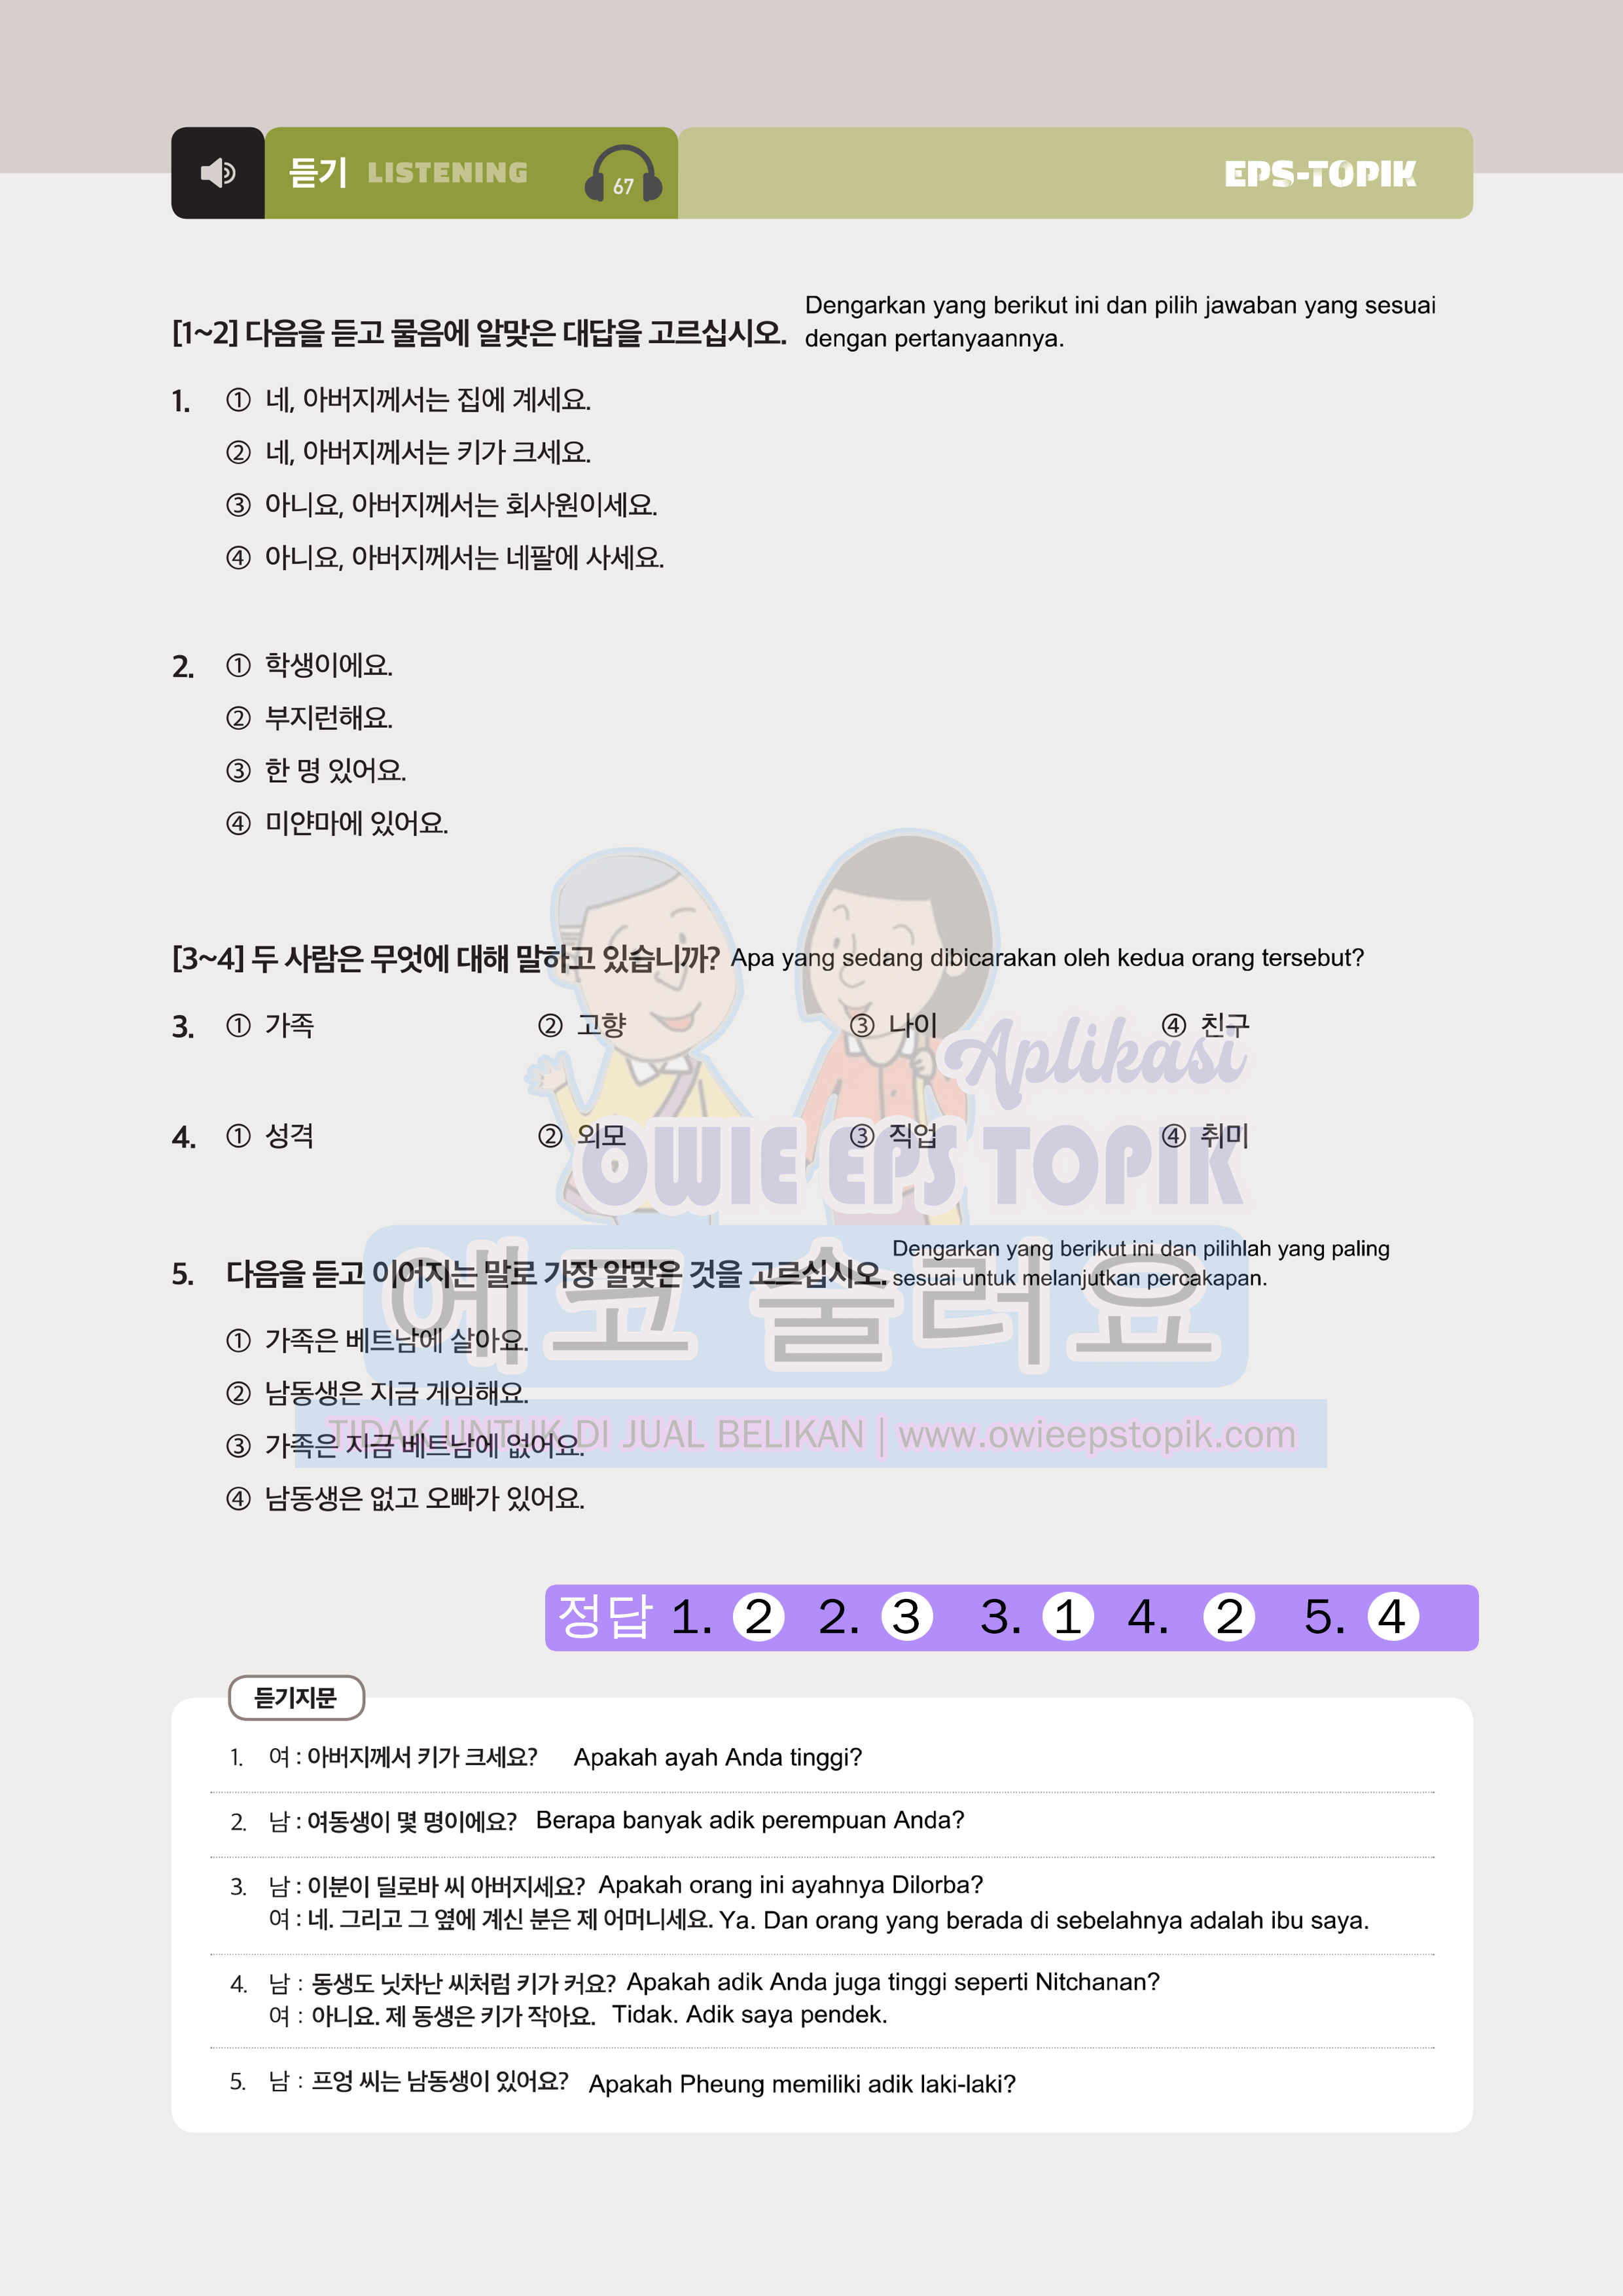 듣기 LISTENING 67 EPS-TOPIK
[1~2] 다음을 듣고 물음에 알맞은 대답을 고르십시오.
Dengarkan yang berikut ini dan pilih jawaban yang sesuai
dengan pertanyaannya.
1. ① 네, 아버지께서는 집에 계세요.
② 네, 아버지께서는 키가 크세요.
③ 아니요, 아버지께서는 회사원이세요.
④ 아니요, 아버지께서는 네팔에 사세요.
2. ① 학생이에요.
② 부지런해요.
③ 한 명 있어요.
④ 미얀마에 있어요.
[3~4] 두 사람은 무엇에 대해 말하고 있습니까? Apa yang sedang dibicarakan oleh kedua orang tersebut?
3. ① 가족 ② 고향 ③ 나이 ④ 친구
Aplikasi
4. ① 성격 ② 외모 ③ 직업 ④ 취미
OWIE EPS TOPIK
5. 다음을 듣고 이어지는 말로 가장 알맞은 것을 고르십시오.
Dengarkan yang berikut ini dan pilihlah yang paling
sesuai untuk melanjutkan percakapan.
에코 술러요
① 가족은 베트남에 살아요.
② 남동생은 지금 게임해요.
TIDAK UNTUK DI JUAL BELIKAN | www.owieepstopik.com
③ 가족은 지금 베트남에 없어요.
④ 남동생은 없고 오빠가 있어요.
정답 1. ② 2. ③ 3. ① 4. ② 5. ④
듣기지문
1. 여 : 아버지께서 키가 크세요? Apakah ayah Anda tinggi?
2. 남 : 여동생이 몇 명이에요? Berapa banyak adik perempuan Anda?
3. 남 : 이분이 딜로바 씨 아버지세요? Apakah orang ini ayahnya Dilorba?
여 : 네. 그리고 그 옆에 계신 분은 제 어머니세요. Ya. Dan orang yang berada di sebelahnya adalah ibu saya.
4. 남 : 동생도 닛차난 씨처럼 키가 커요? Apakah adik Anda juga tinggi seperti Nitchanan?
여 : 아니요. 제 동생은 키가 작아요. Tidak. Adik saya pendek.
5. 남 : 프엉 씨는 남동생이 있어요? Apakah Pheung memiliki adik laki-laki?